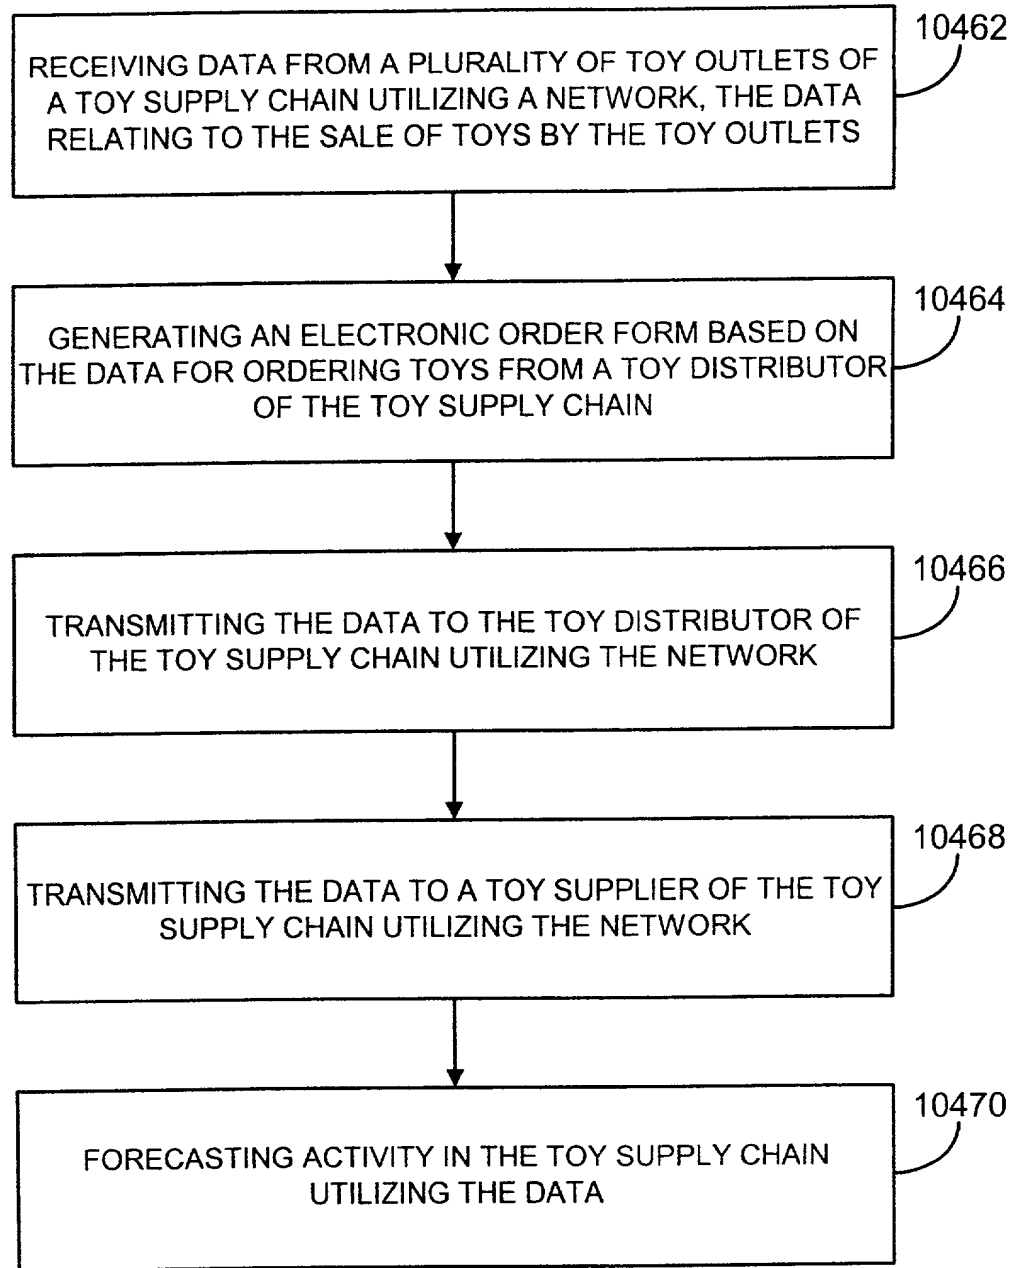 10462
RECEIVING DATA FROM A PLURALITY OF TOY OUTLETS OF
A TOY SUPPLY CHAIN UTILIZING A NETWORK, THE DATA
RELATING TO THE SALE OF TOYS BY THE TOY OUTLETS
10464
GENERATING AN ELECTRONIC ORDER FORM BASED ON
THE DATA FOR ORDERING TOYS FROM A TOY DISTRIBUTOR
OF THE TOY SUPPLY CHAIN
10466
TRANSMITTING THE DATA TO THE TOY DISTRIBUTOR OF
THE TOY SUPPLY CHAIN UTILIZING THE NETWORK
10468
TRANSMITTING THE DATA TO A TOY SUPPLIER OF THE TOY
SUPPLY CHAIN UTILIZING THE NETWORK
10470
FORECASTING ACTIVITY IN THE TOY SUPPLY CHAIN
UTILIZING THE DATA